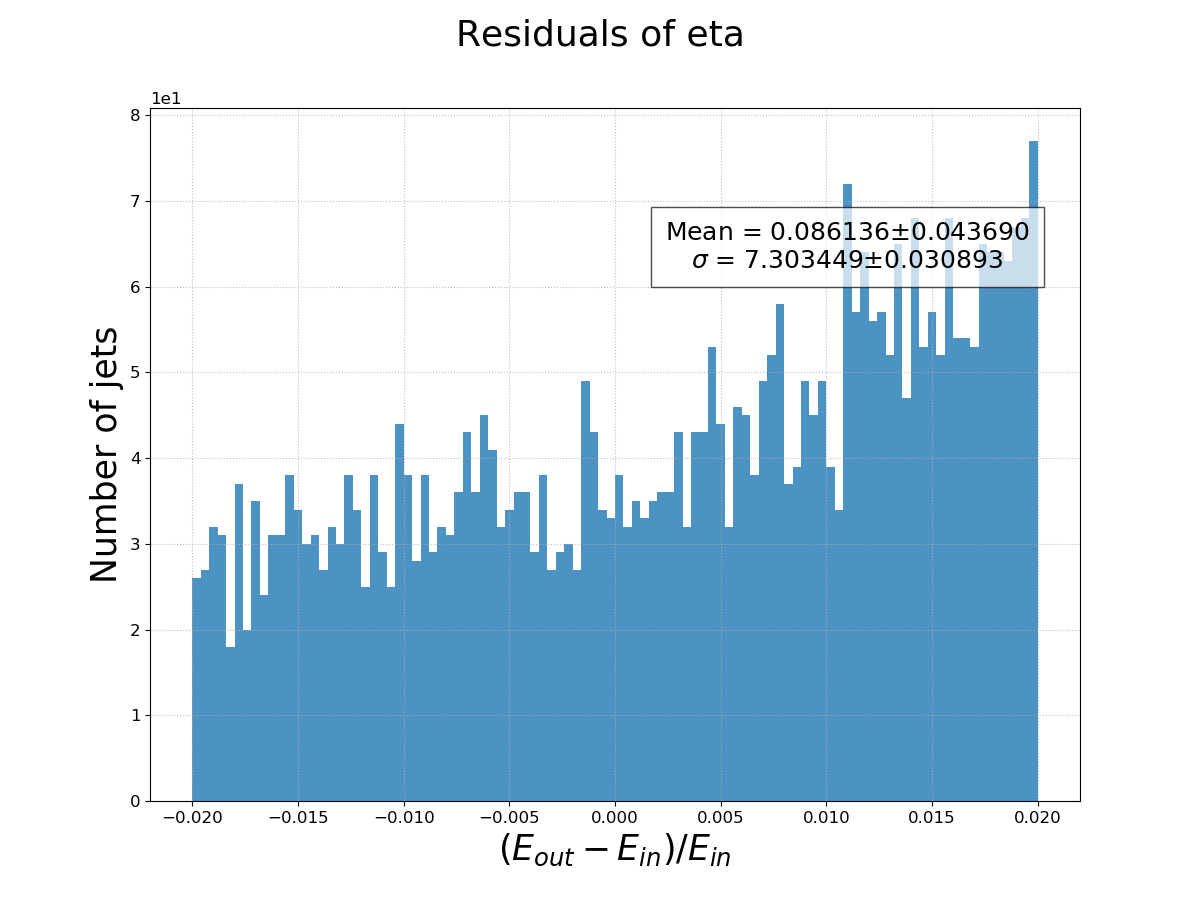 Residuals of eta
1e1
8
7
6
5
4
3
2
1
0
Number of jets
Mean = 0.086136±0.043690
σ = 7.303449±0.030893
−0.020 −0.015 −0.010 −0.005 0.000 0.005 0.010 0.015 0.020
(E_out − E_in)/E_in